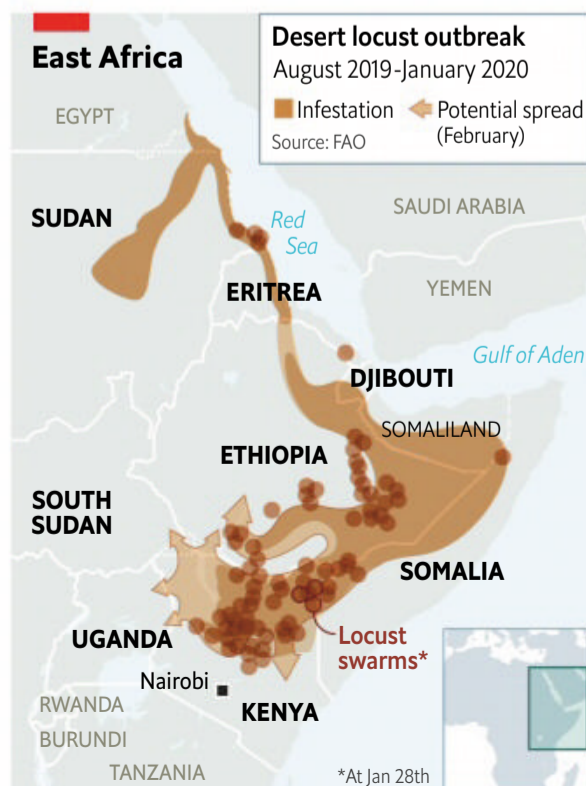 East Africa
Desert locust outbreak
August 2019-January 2020
Infestation
Potential spread
(February)
Source: FAO
EGYPT
SUDAN
Red
Sea
SAUDI ARABIA
ERITREA
YEMEN
Gulf of Aden
DJIBOUTI
SOMALILAND
ETHIOPIA
SOUTH
SUDAN
SOMALIA
UGANDA
Locust
swarms*
Nairobi
RWANDA
KENYA
BURUNDI
TANZANIA
*At Jan 28th